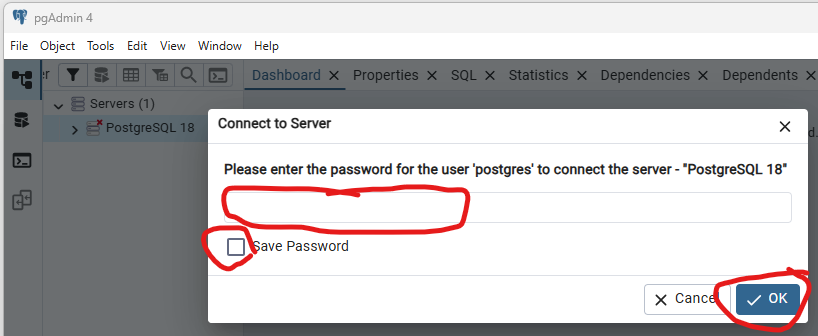 pgAdmin 4
File Object Tools Edit View Window Help
er Dashboard Properties SQL Statistics Dependencies Dependents
Servers (1)
PostgreSQL 18
Connect to Server
d.
Please enter the password for the user 'postgres' to connect the server - "PostgreSQL 18"
Save Password
Cancel OK